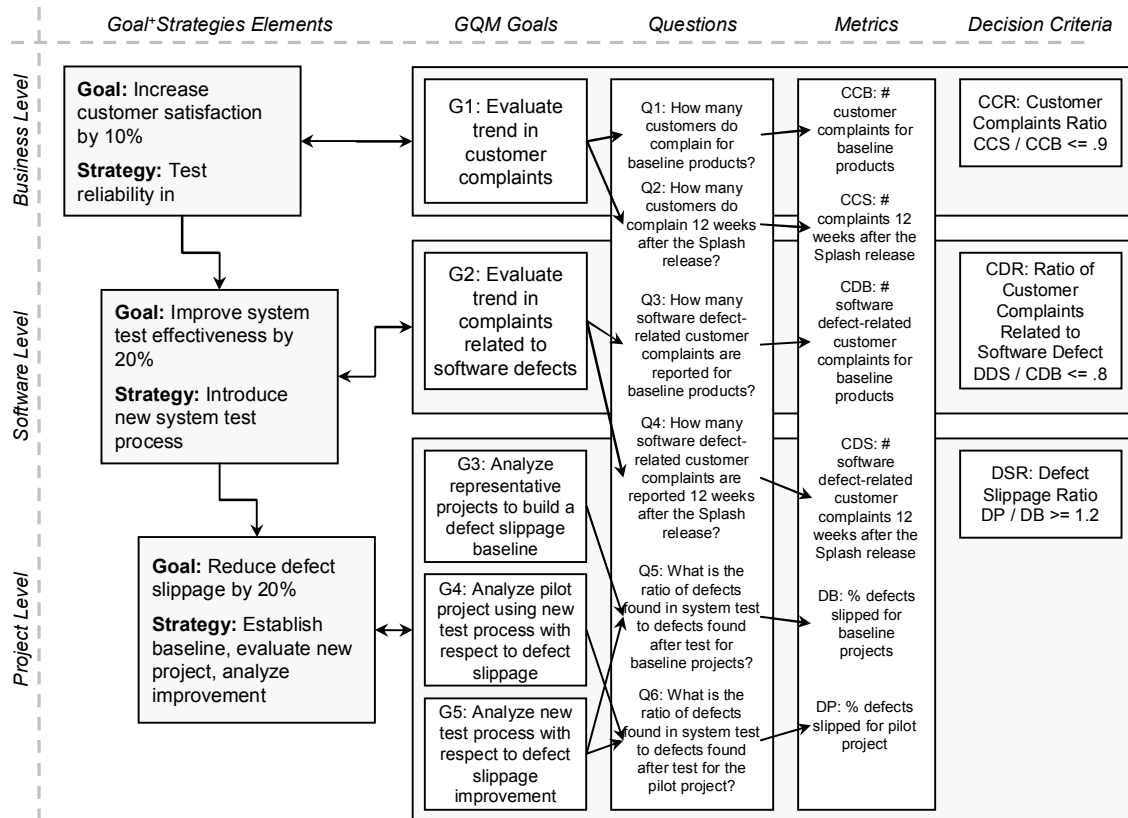 Goal+Strategies Elements
GQM Goals
Questions
Metrics
Decision Criteria
Business Level
Goal: Increase
customer satisfaction
by 10%
Strategy: Test
reliability in
G1: Evaluate
trend in
customer
complaints
Q1: How many
customers do
complain for
baseline products?
Q2: How many
customers do
complain 12 weeks
after the Splash
release?
CCB: #
customer
complaints for
baseline
products
CCS: #
complaints 12
weeks after the
Splash release
CCR: Customer
Complaints Ratio
CCS / CCB <= .9
Software Level
Goal: Improve system
test effectiveness by
20%
Strategy: Introduce
new system test
process
G2: Evaluate
trend in
complaints
related to
software defects
Q3: How many
software defect-
related customer
complaints are
reported for
baseline products?
Q4: How many
software defect-
related customer
complaints are
reported 12 weeks
after the Splash
release?
CDB: #
software
defect-related
customer
complaints for
baseline
products
CDS: #
software
defect-related
customer
complaints 12
weeks after the
Splash release
CDR: Ratio of
Customer
Complaints
Related to
Software Defect
DDS / CDB <= .8
Project Level
Goal: Reduce defect
slippage by 20%
Strategy: Establish
baseline, evaluate new
project, analyze
improvement
G3: Analyze
representative
projects to build a
defect slippage
baseline
G4: Analyze pilot
project using new
test process with
respect to defect
slippage
G5: Analyze new
test process with
respect to defect
slippage
improvement
Q5: What is the
ratio of defects
found in system test
to defects found
after test for
baseline projects?
Q6: What is the
ratio of defects
found in system test
to defects found
after test for the
pilot project?
DB: % defects
slipped for
baseline
projects
DP: % defects
slipped for pilot
project
DSR: Defect
Slippage Ratio
DP / DB >= 1.2